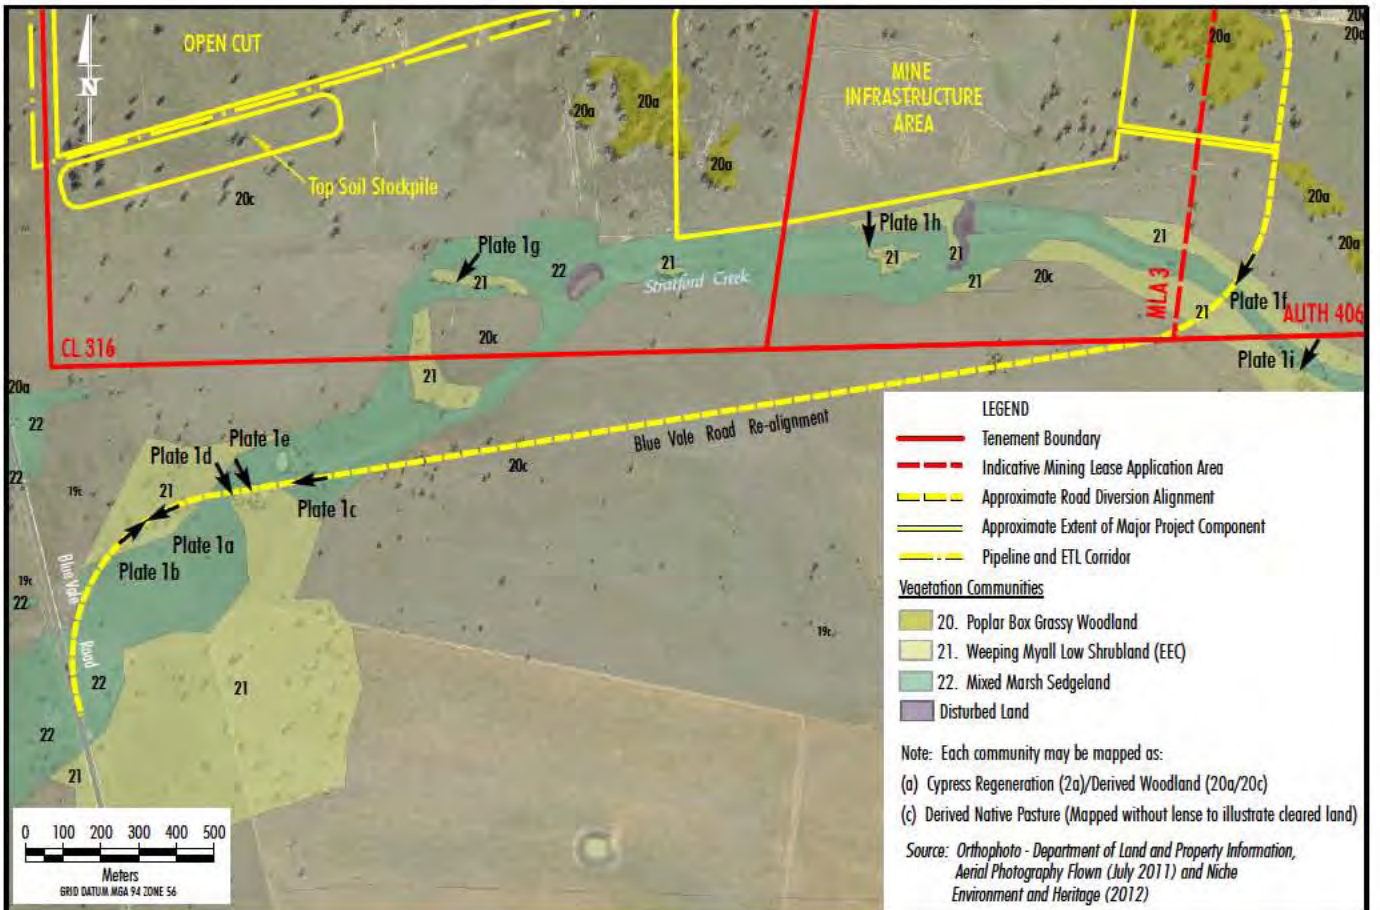 OPEN CUT
N
20a
20a
20a
20a
MINE
INFRASTRUCTURE
AREA
20a
20a
20a
Top Soil Stockpile
20c
20a
20a
Plate 1g
Plate 1h
21
22
21
Stratford Creek
21
21
21
20c
21
21
Plate 1f
MLA 3
AUTH 406
20c
CL 316
Plate 1i
20a
21
22
Blue Vale Road Re-alignment
Plate 1e
Plate 1d
20c
22
19c
21
Plate 1c
Plate 1a
Plate 1b
Blue Vale
Road
19c
22
19c
22
21
22
21
0 100 200 300 400 500
Meters
GRID DATUM MGA 94 ZONE 56
LEGEND
Tenement Boundary
Indicative Mining Lease Application Area
Approximate Road Diversion Alignment
Approximate Extent of Major Project Component
Pipeline and ETL Corridor
Vegetation Communities
20. Poplar Box Grassy Woodland
21. Weeping Myall Low Shrubland (EEC)
22. Mixed Marsh Sedgeland
Disturbed Land
Note: Each community may be mapped as:
(a) Cypress Regeneration (2a)/Derived Woodland (20a/20c)
(c) Derived Native Pasture (Mapped without lense to illustrate cleared land)
Source: Orthophoto - Department of Land and Property Information,
Aerial Photography Flown (July 2011) and Niche
Environment and Heritage (2012)